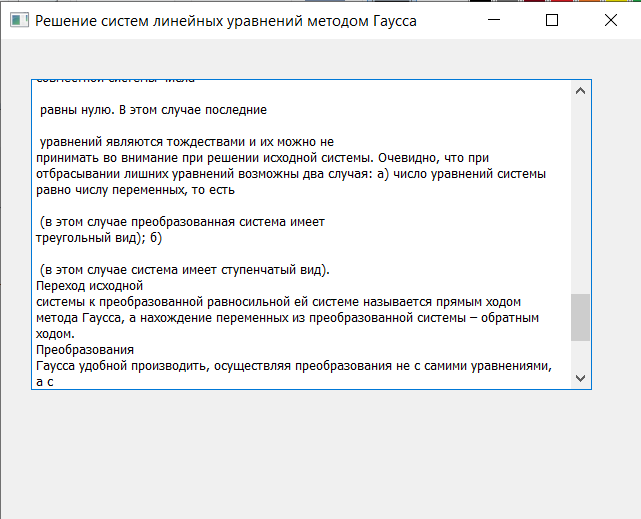 Решение систем линейных уравнений методом Гаусса
совместной системы числа
равны нулю. В этом случае последние
уравнений являются тождествами и их можно не
принимать во внимание при решении исходной системы. Очевидно, что при
отбрасывании лишних уравнений возможны два случая: а) число уравнений системы
равно числу переменных, то есть
(в этом случае преобразованная система имеет
треугольный вид); б)
(в этом случае система имеет ступенчатый вид).
Переход исходной
системы к преобразованной равносильной ей системе называется прямым ходом
метода Гаусса, а нахождение переменных из преобразованной системы – обратным
ходом.
Преобразования
Гаусса удобной производить, осуществляя преобразования не с самими уравнениями,
а с